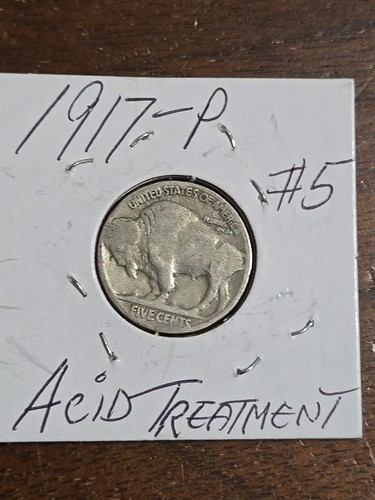 1917-P
#5
UNITED STATES OF AMERICA
FIVE CENTS
ACiD TREATMENT